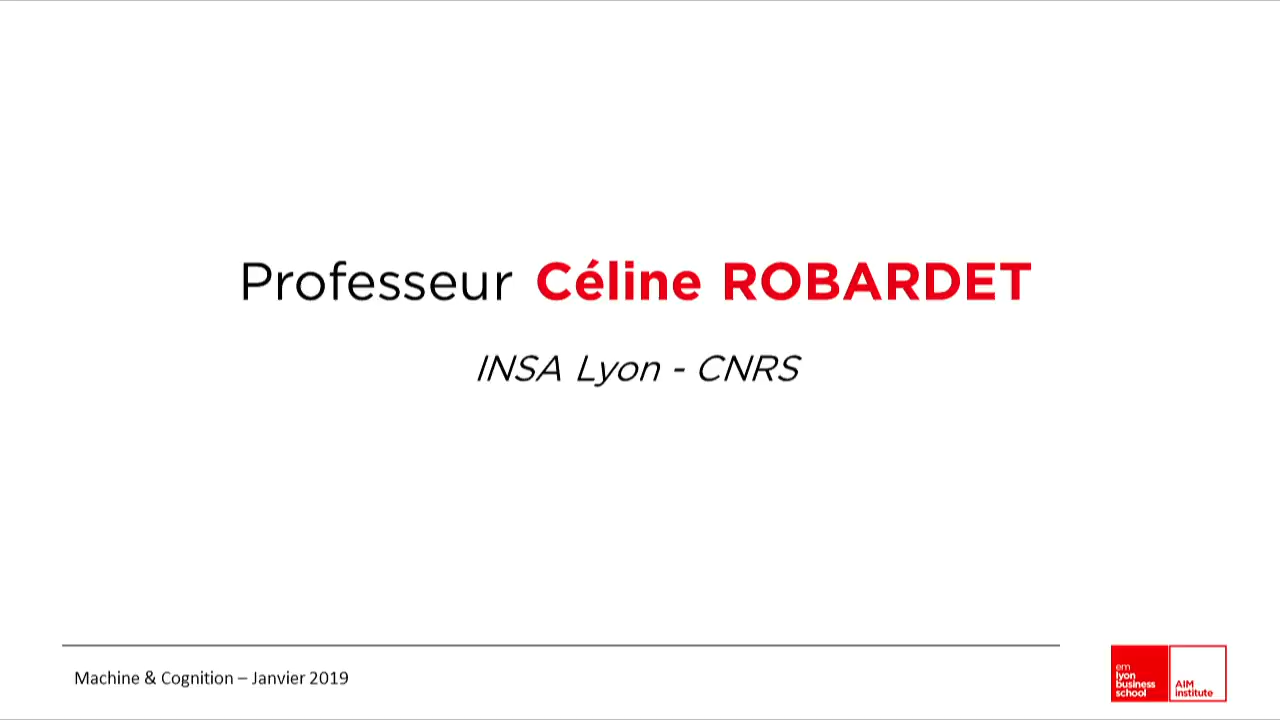 Professeur Céline ROBARDET
INSA Lyon - CNRS
Machine & Cognition – Janvier 2019
em
lyon
business
school
AIM
institute